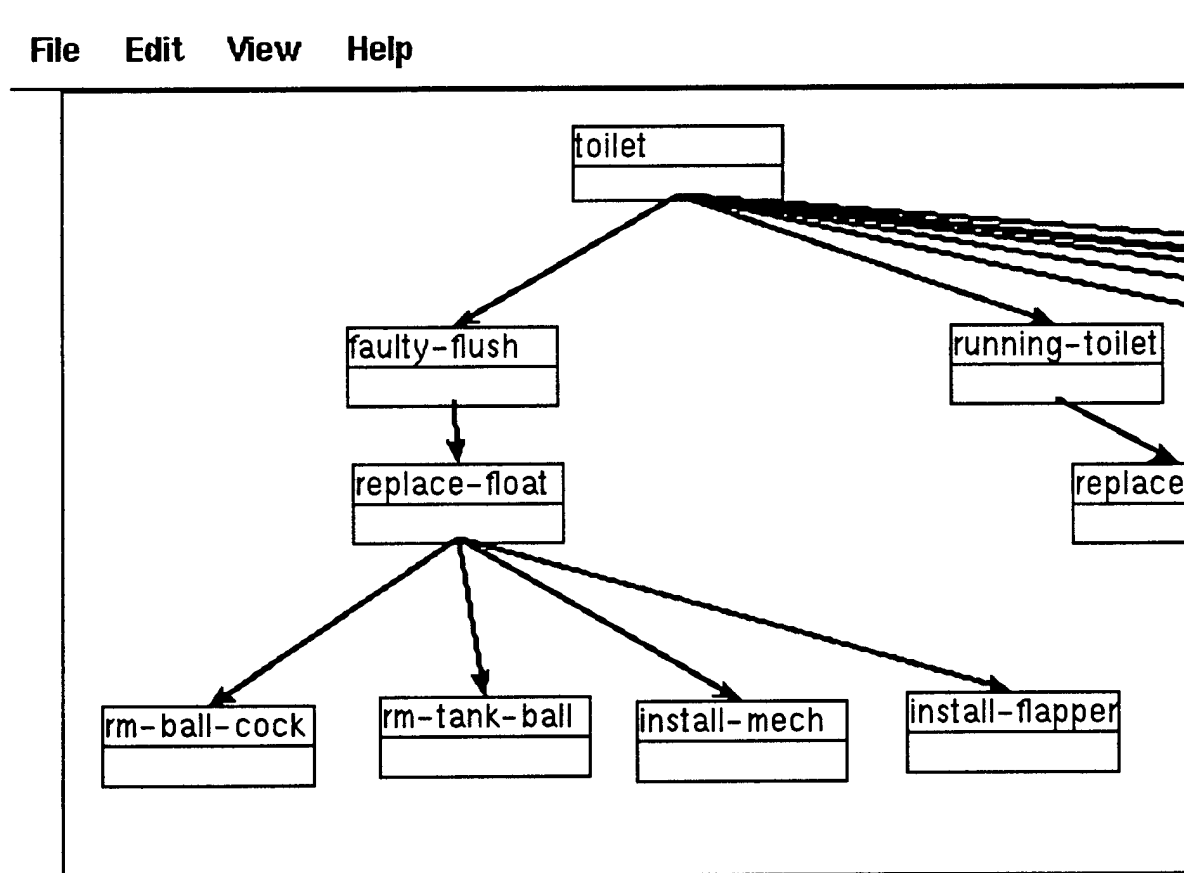 File Edit View Help
toilet
faulty-flush
running-toilet
replace-float
replace
rm-ball-cock
rm-tank-ball
install-mech
install-flapper